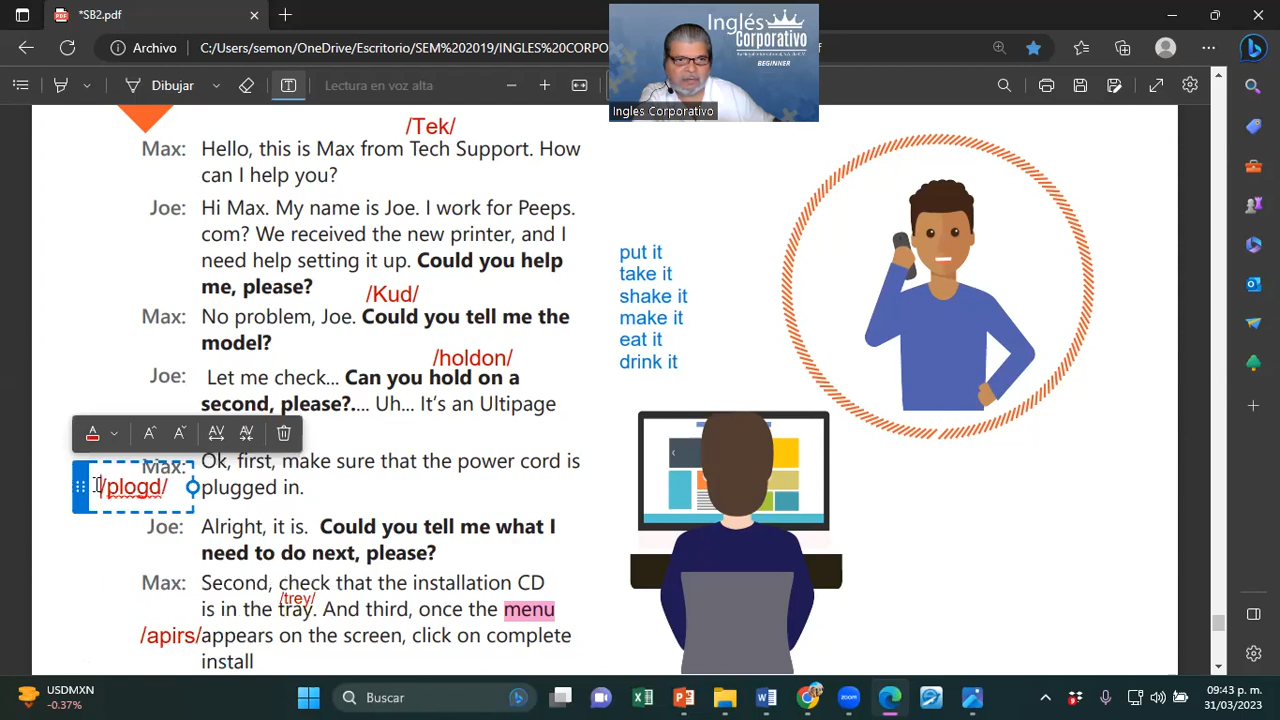 *SB2.
Archivo
C:/Users/semon/OneDrive/Escritorio/SEM%202019/INGLES%20CORPO
f
Dibujar
Lectura en voz alta
Inglés
Corporativo
BEGINNER
Ingles Corporativo
/Tek/
Max: Hello, this is Max from Tech Support. How
can I help you?
Joe: Hi Max. My name is Joe. I work for Peeps.
com? We received the new printer, and I
need help setting it up. Could you help
me, please?
/Kud/
Max: No problem, Joe. Could you tell me the
model?
/holdon/
Joe: Let me check... Can you hold on a
second, please?.... Uh... It's an Ultipage
Max: Ok, first, make sure that the power cord is
/plogd/ plugged in.
Joe: Alright, it is. Could you tell me what I
need to do next, please?
Max: Second, check that the installation CD
/trey/
is in the tray. And third, once the menu
/apirs/ appears on the screen, click on complete
install
put it
take it
shake it
make it
eat it
drink it
USDMXN
-0.37%
Buscar
09:43 p. m.
31/03/2023